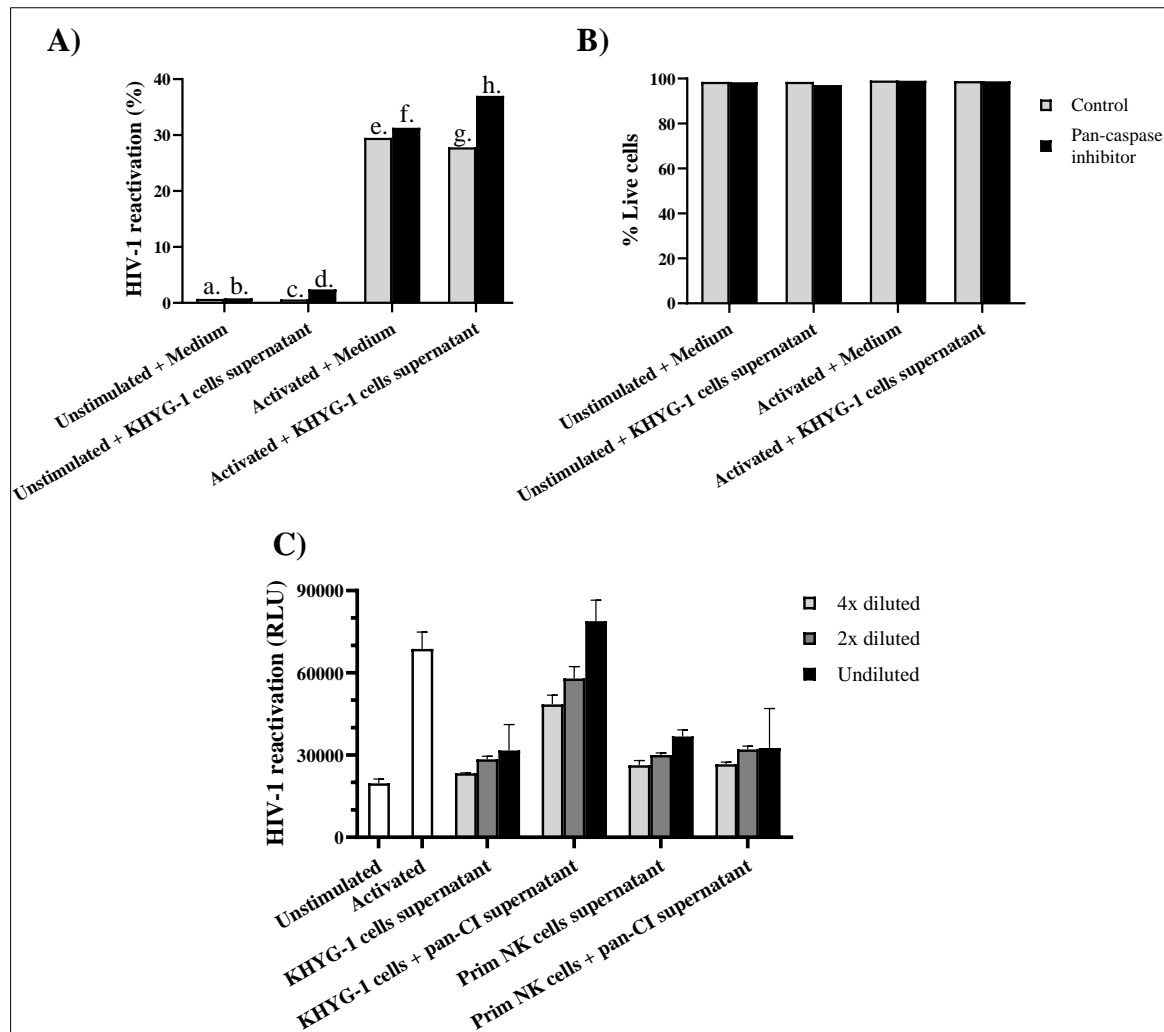 A)
HIV-1 reactivation (%)
40
30
20
10
0
a. b.
c. d.
e. f.
g. h.
Unstimulated + Medium
Unstimulated + KHYG-1 cells supernatant
Activated + Medium
Activated + KHYG-1 cells supernatant
B)
% Live cells
100
80
60
40
20
0
Unstimulated + Medium
Unstimulated + KHYG-1 cells supernatant
Activated + Medium
Activated + KHYG-1 cells supernatant
Control
Pan-caspase
inhibitor
C)
HIV-1 reactivation (RLU)
90000
60000
30000
0
Unstimulated
Activated
KHYG-1 cells supernatant
KHYG-1 cells + pan-CI supernatant
Prim NK cells supernatant
Prim NK cells + pan-CI supernatant
4x diluted
2x diluted
Undiluted